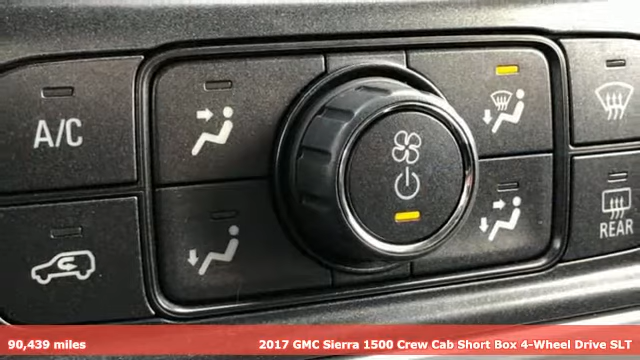 A/C
REAR
90,439 miles
2017 GMC Sierra 1500 Crew Cab Short Box 4-Wheel Drive SLT